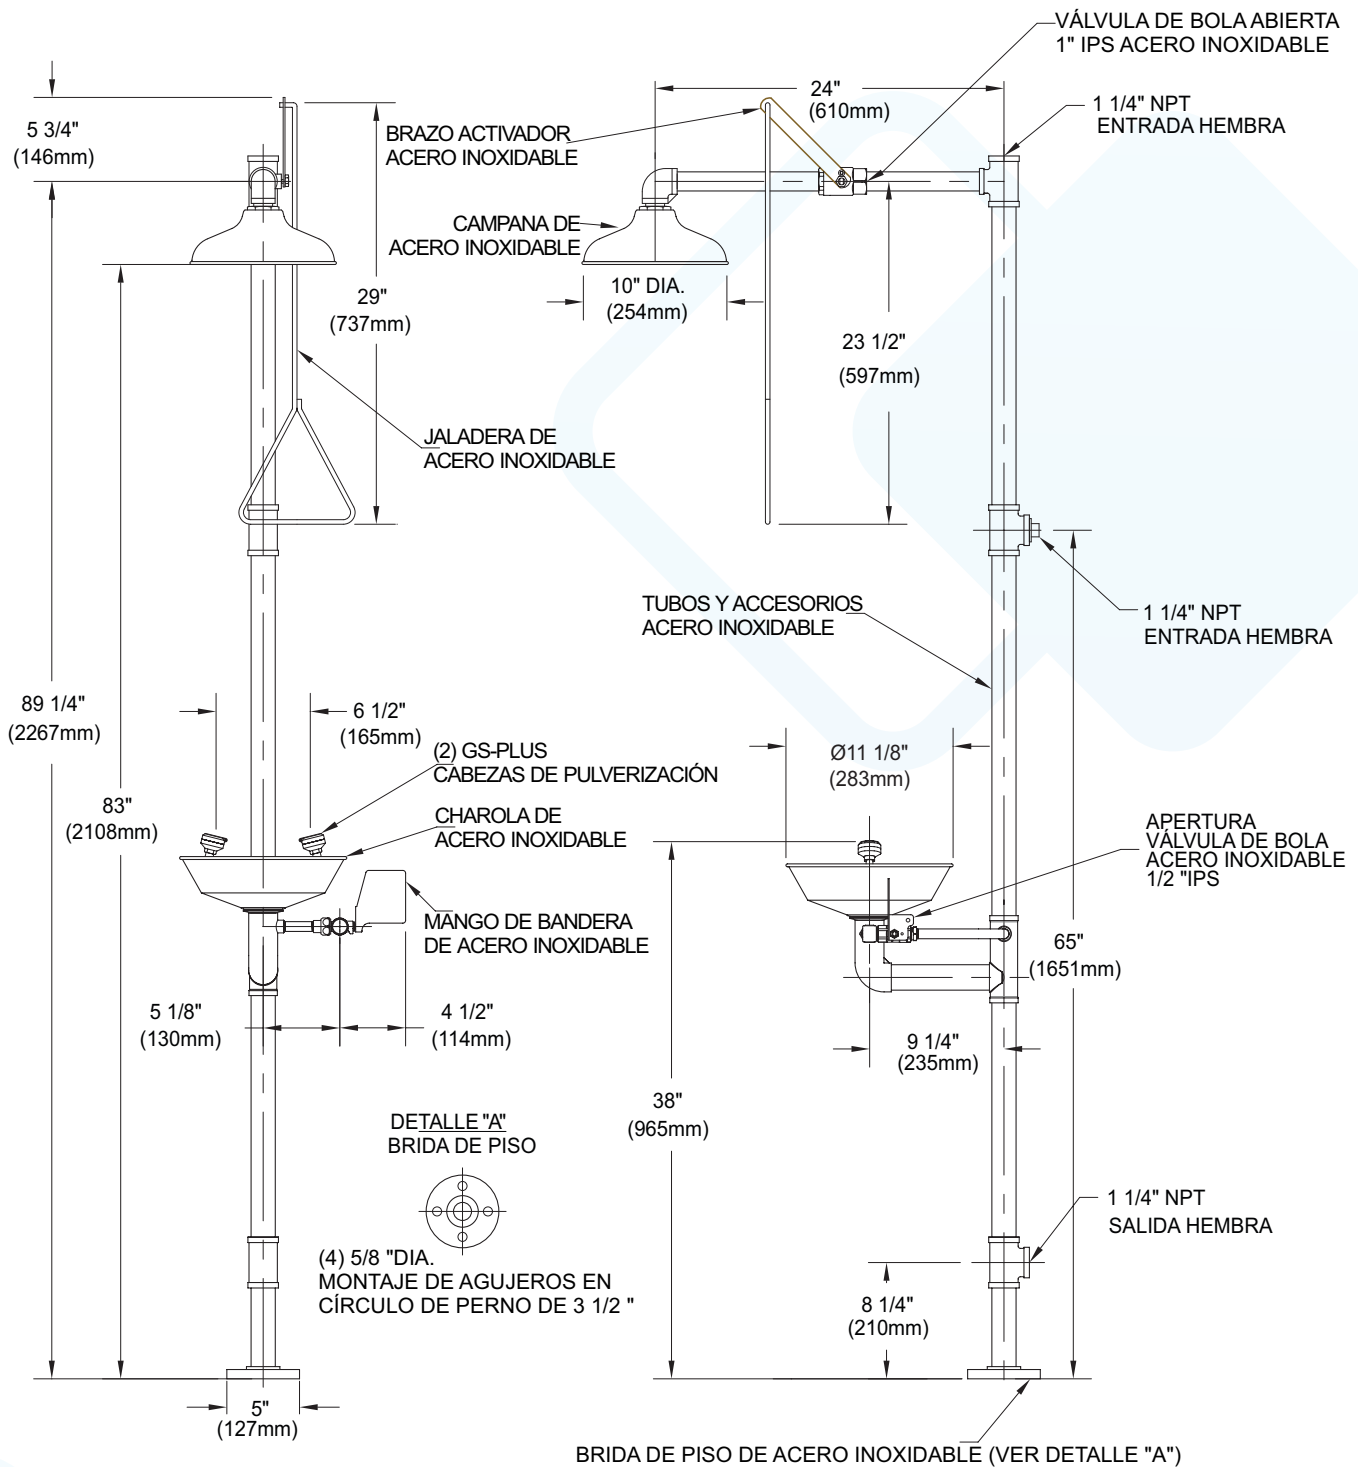 VÁLVULA DE BOLA ABIERTA
1" IPS ACERO INOXIDABLE
24"
(610mm)
1 1/4" NPT
ENTRADA HEMBRA
5 3/4"
(146mm)
BRAZO ACTIVADOR
ACERO INOXIDABLE
CAMPANA DE
ACERO INOXIDABLE
10" DIA.
(254mm)
29"
(737mm)
23 1/2"
(597mm)
JALADERA DE
ACERO INOXIDABLE
TUBOS Y ACCESORIOS
ACERO INOXIDABLE
1 1/4" NPT
ENTRADA HEMBRA
89 1/4"
(2267mm)
6 1/2"
(165mm)
(2) GS-PLUS
CABEZAS DE PULVERIZACIÓN
Ø11 1/8"
(283mm)
83"
(2108mm)
CHAROLA DE
ACERO INOXIDABLE
APERTURA
VÁLVULA DE BOLA
ACERO INOXIDABLE
1/2 "IPS
MANGO DE BANDERA
DE ACERO INOXIDABLE
65"
(1651mm)
5 1/8"
(130mm)
4 1/2"
(114mm)
9 1/4"
(235mm)
38"
(965mm)
DETALLE "A"
BRIDA DE PISO
(4) 5/8 "DIA.
MONTAJE DE AGUJEROS EN
CÍRCULO DE PERNO DE 3 1/2 "
1 1/4" NPT
SALIDA HEMBRA
8 1/4"
(210mm)
5"
(127mm)
BRIDA DE PISO DE ACERO INOXIDABLE (VER DETALLE "A")